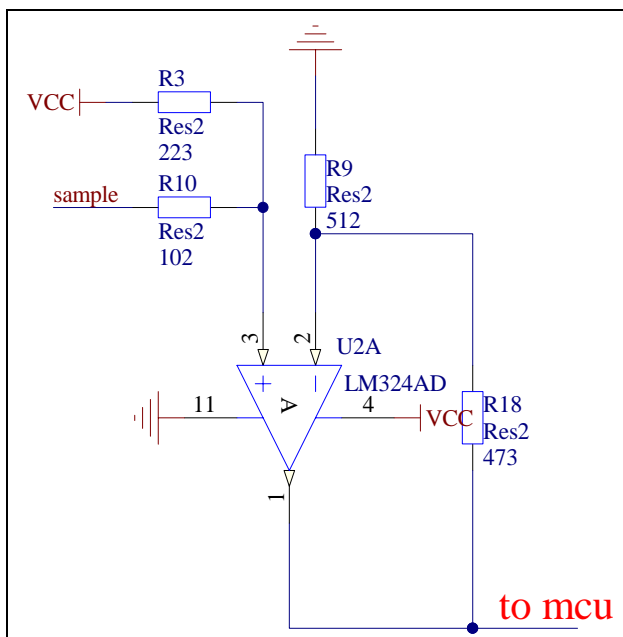 R3
VCC
Res2
223
R10
sample
Res2
102
R9
Res2
512
3
2
U2A
+
−
LM324AD
A
11
4
VCC
R18
Res2
473
1
to mcu